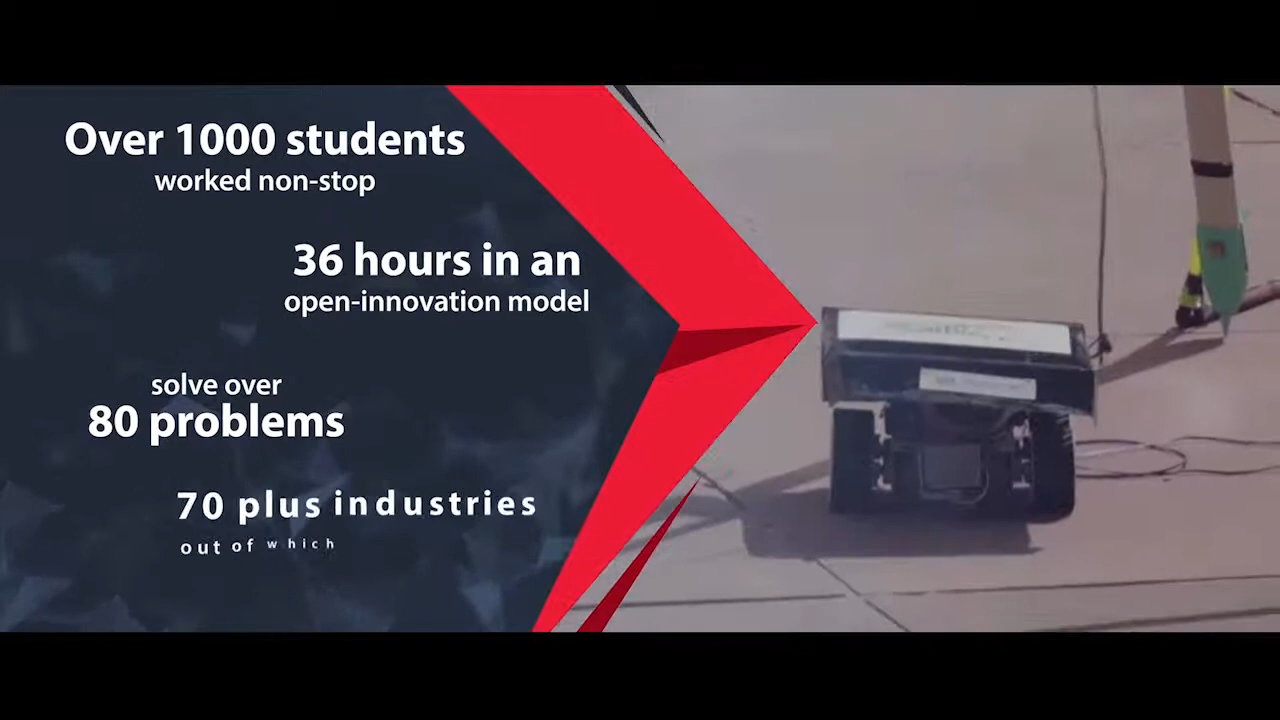 Over 1000 students
worked non-stop
36 hours in an
open-innovation model
solve over
80 problems
70 plus industries
out of which